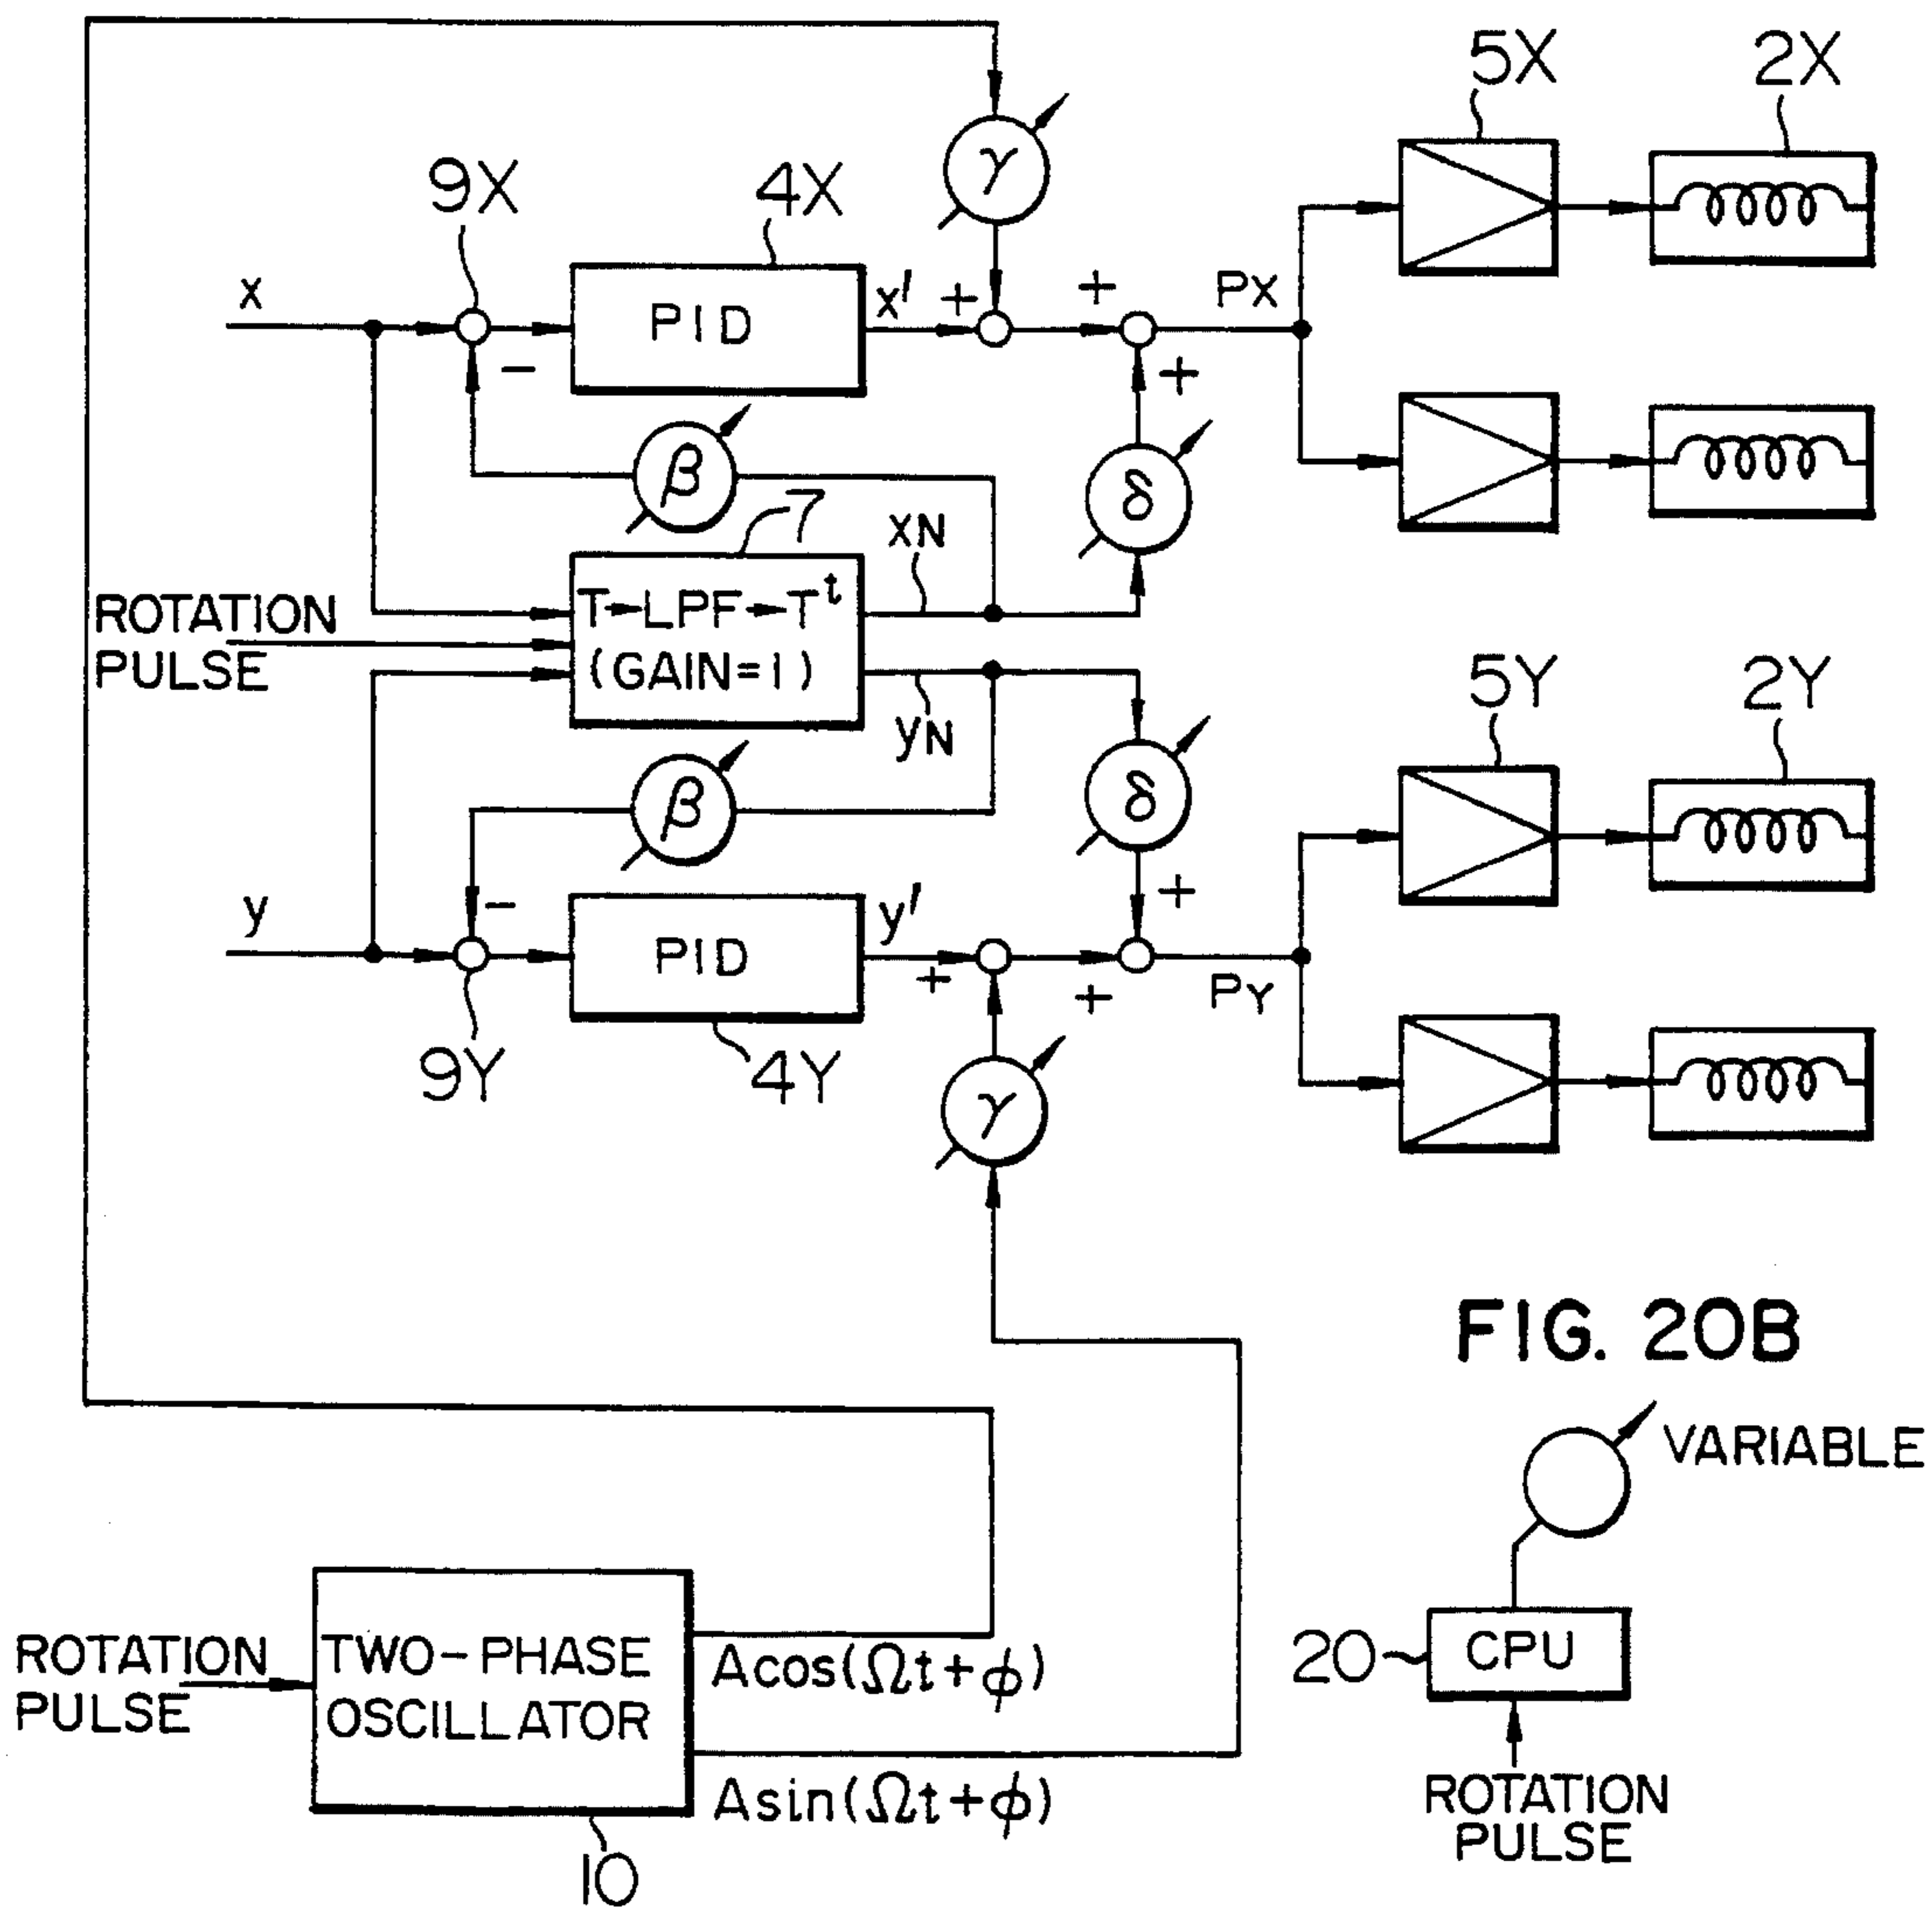 5X
2X
γ
9X
4X
x
PID
x′
+
+
PX
−
+
β
δ
7
xN
ROTATION
PULSE
T→LPF→Tᵗ
(GAIN=1)
yN
5Y
2Y
β
δ
y
−
PID
y′
+
+
+
PY
9Y
4Y
γ
FIG. 20B
VARIABLE
ROTATION
PULSE
TWO-PHASE
OSCILLATOR
Acos(Ωt+ϕ)
Asin(Ωt+ϕ)
10
20
CPU
ROTATION
PULSE